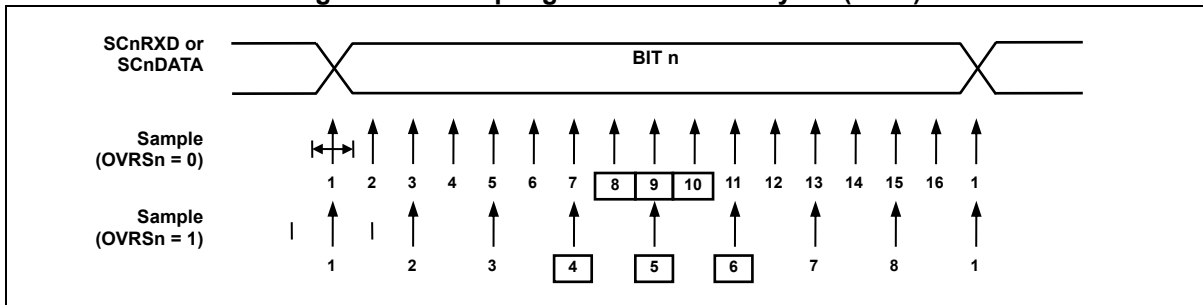 SCnRXD or
SCnDATA
BIT n
Sample
(OVRSn = 0)
1 2 3 4 5 6 7 8 9 10 11 12 13 14 15 16 1
Sample
(OVRSn = 1)
1 2 3 4 5 6 7 8 1